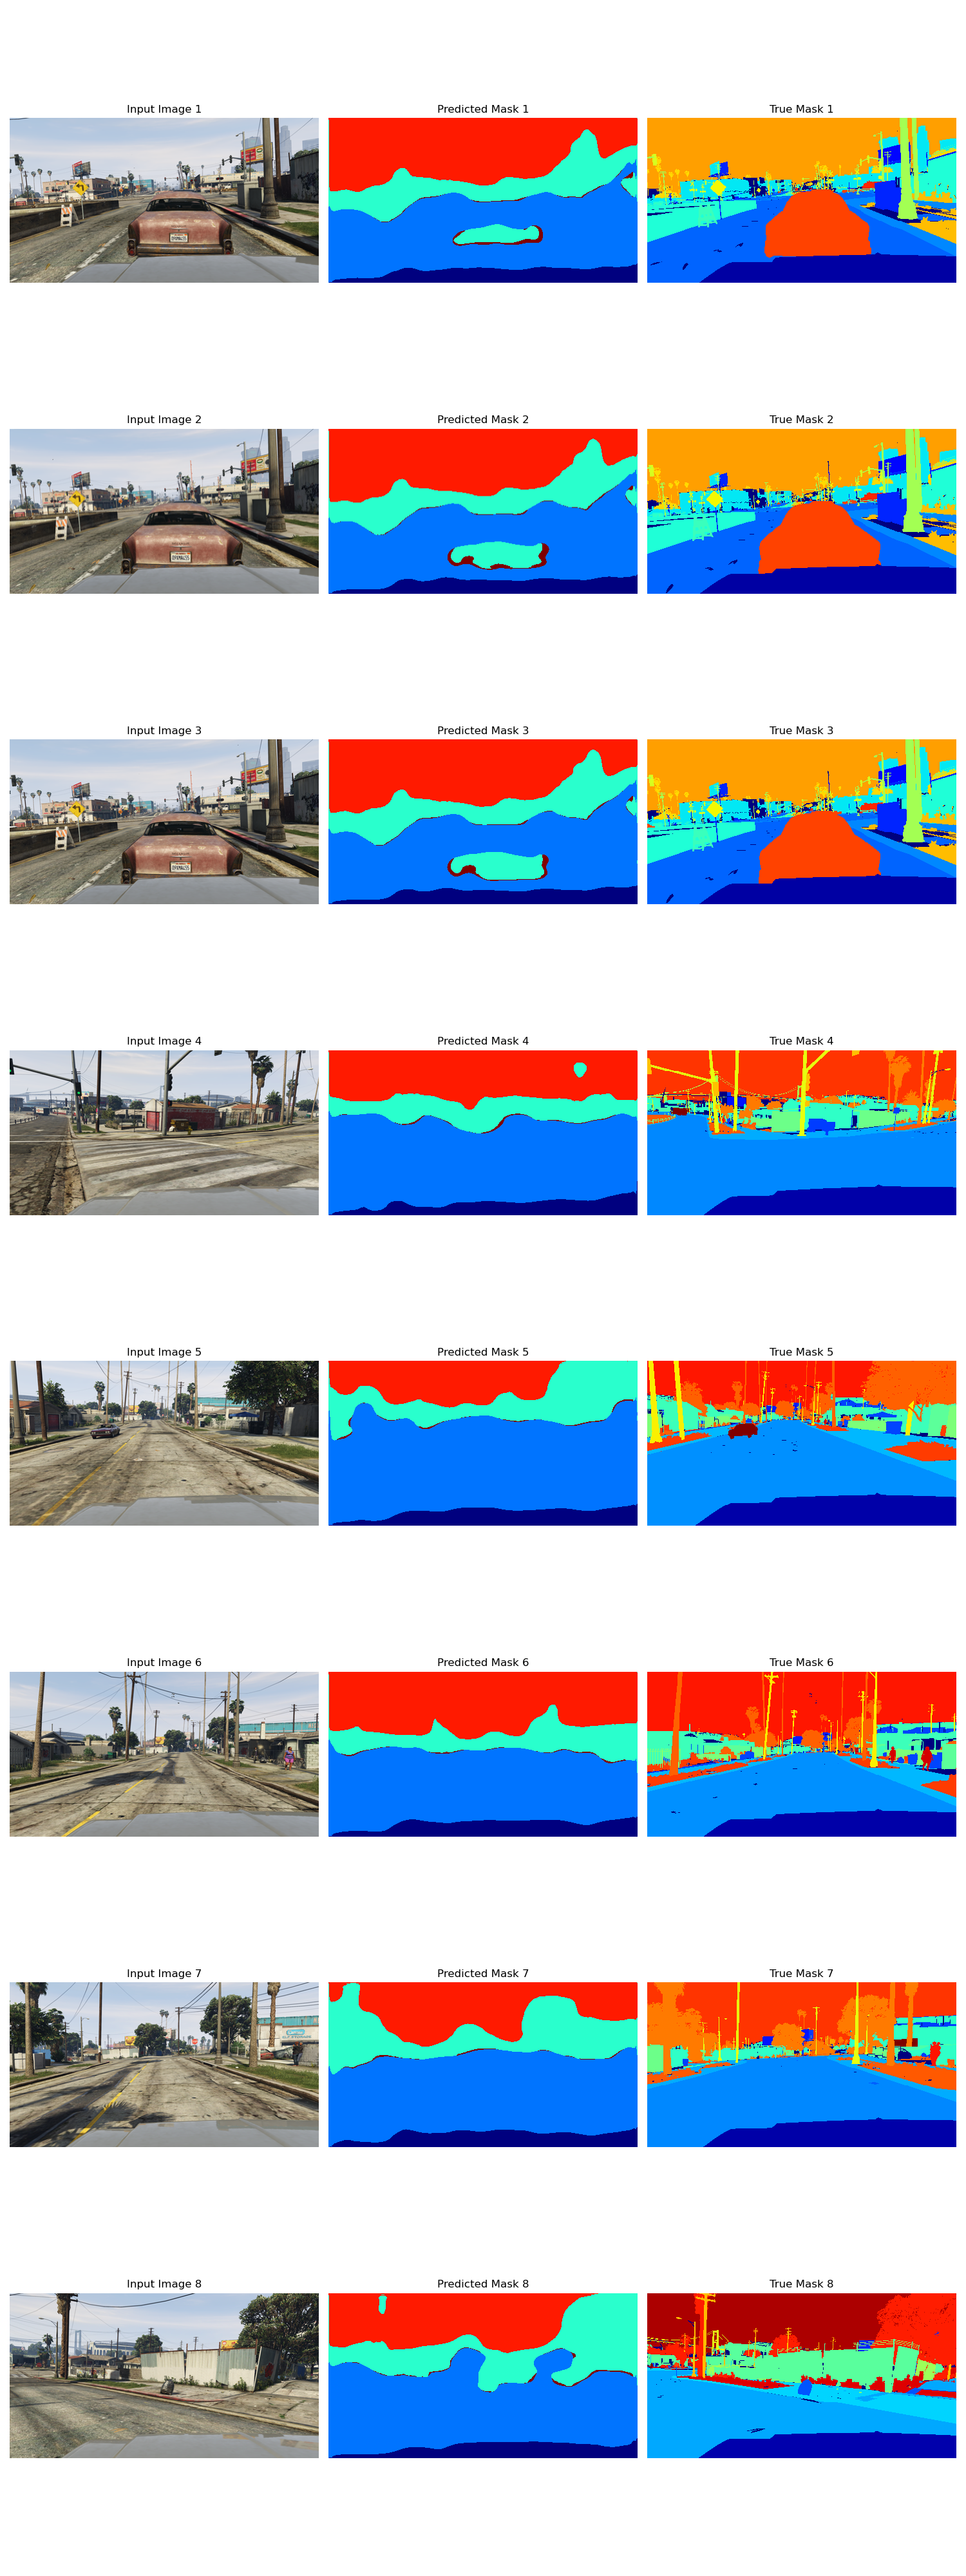 Input Image 1 Predicted Mask 1 True Mask 1
Input Image 2 Predicted Mask 2 True Mask 2
Input Image 3 Predicted Mask 3 True Mask 3
Input Image 4 Predicted Mask 4 True Mask 4
Input Image 5 Predicted Mask 5 True Mask 5
Input Image 6 Predicted Mask 6 True Mask 6
Input Image 7 Predicted Mask 7 True Mask 7
Input Image 8 Predicted Mask 8 True Mask 8